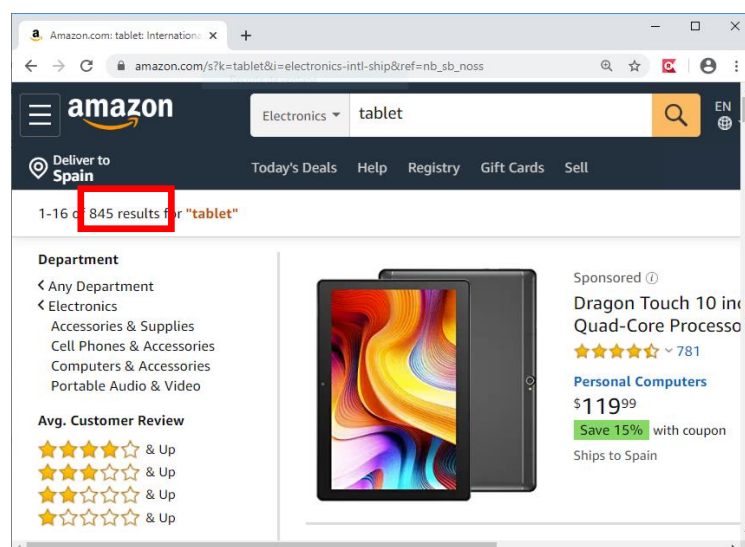 Amazon.com: tablet: Internationa
amazon.com/s?k=tablet&i=electronics-intl-ship&ref=nb_sb_noss
amazon
Electronics
tablet
EN
Deliver to
Spain
Today's Deals Help Registry Gift Cards Sell
1-16 of 845 results for "tablet"
Department
Any Department
Electronics
Accessories & Supplies
Cell Phones & Accessories
Computers & Accessories
Portable Audio & Video
Avg. Customer Review
& Up
& Up
& Up
& Up
Sponsored
Dragon Touch 10 inc
Quad-Core Processo
781
Personal Computers
$11999
Save 15% with coupon
Ships to Spain